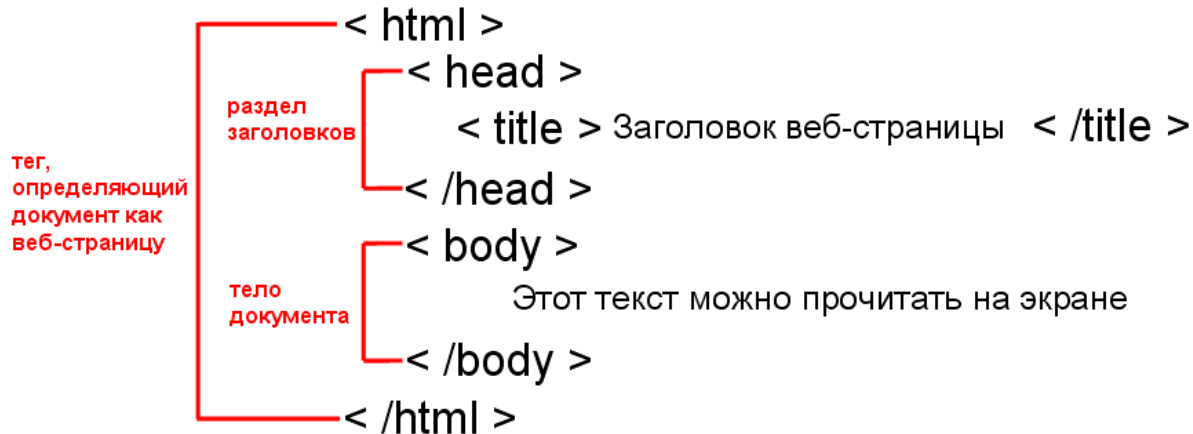 < html >
< head >
раздел
заголовков
< title > Заголовок веб-страницы < /title >
тег,
определяющий
документ как
веб-страницу
< /head >
< body >
тело
документа
Этот текст можно прочитать на экране
< /body >
< /html >